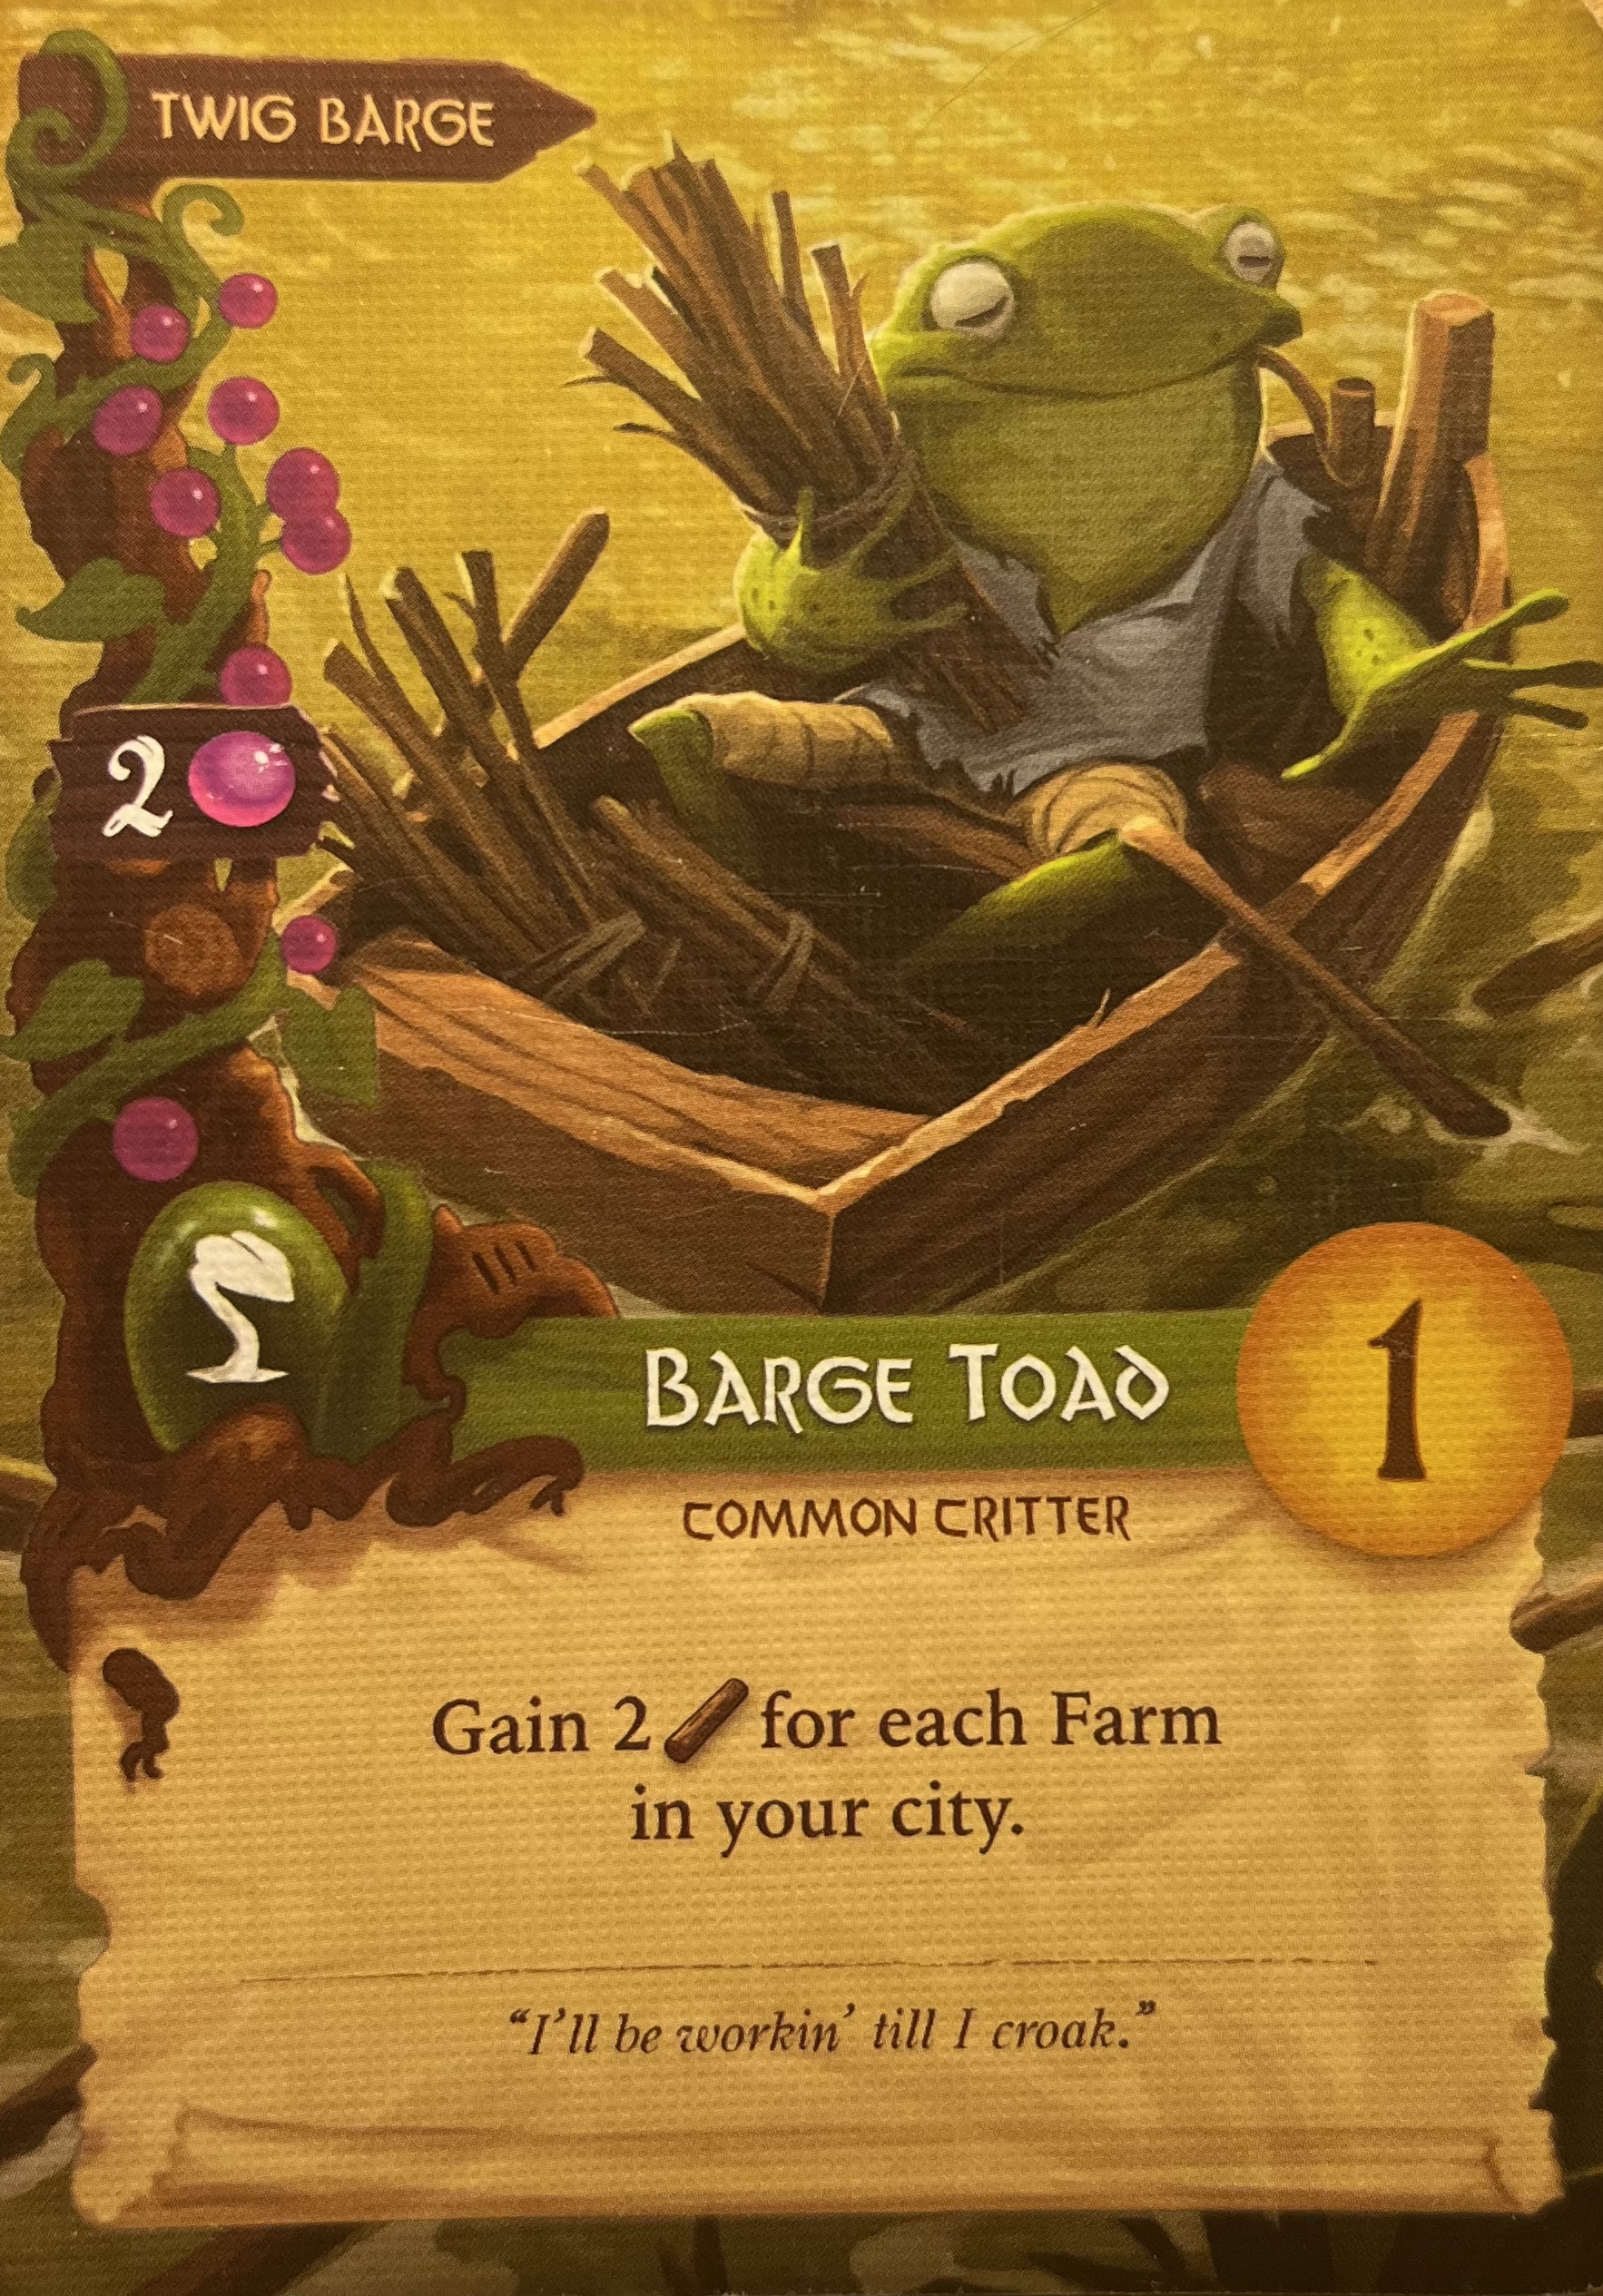 TWIG BARGE
2
BARGE TOAD
1
COMMON CRITTER
Gain 2 for each Farm
in your city.
“I’ll be workin’ till I croak.”